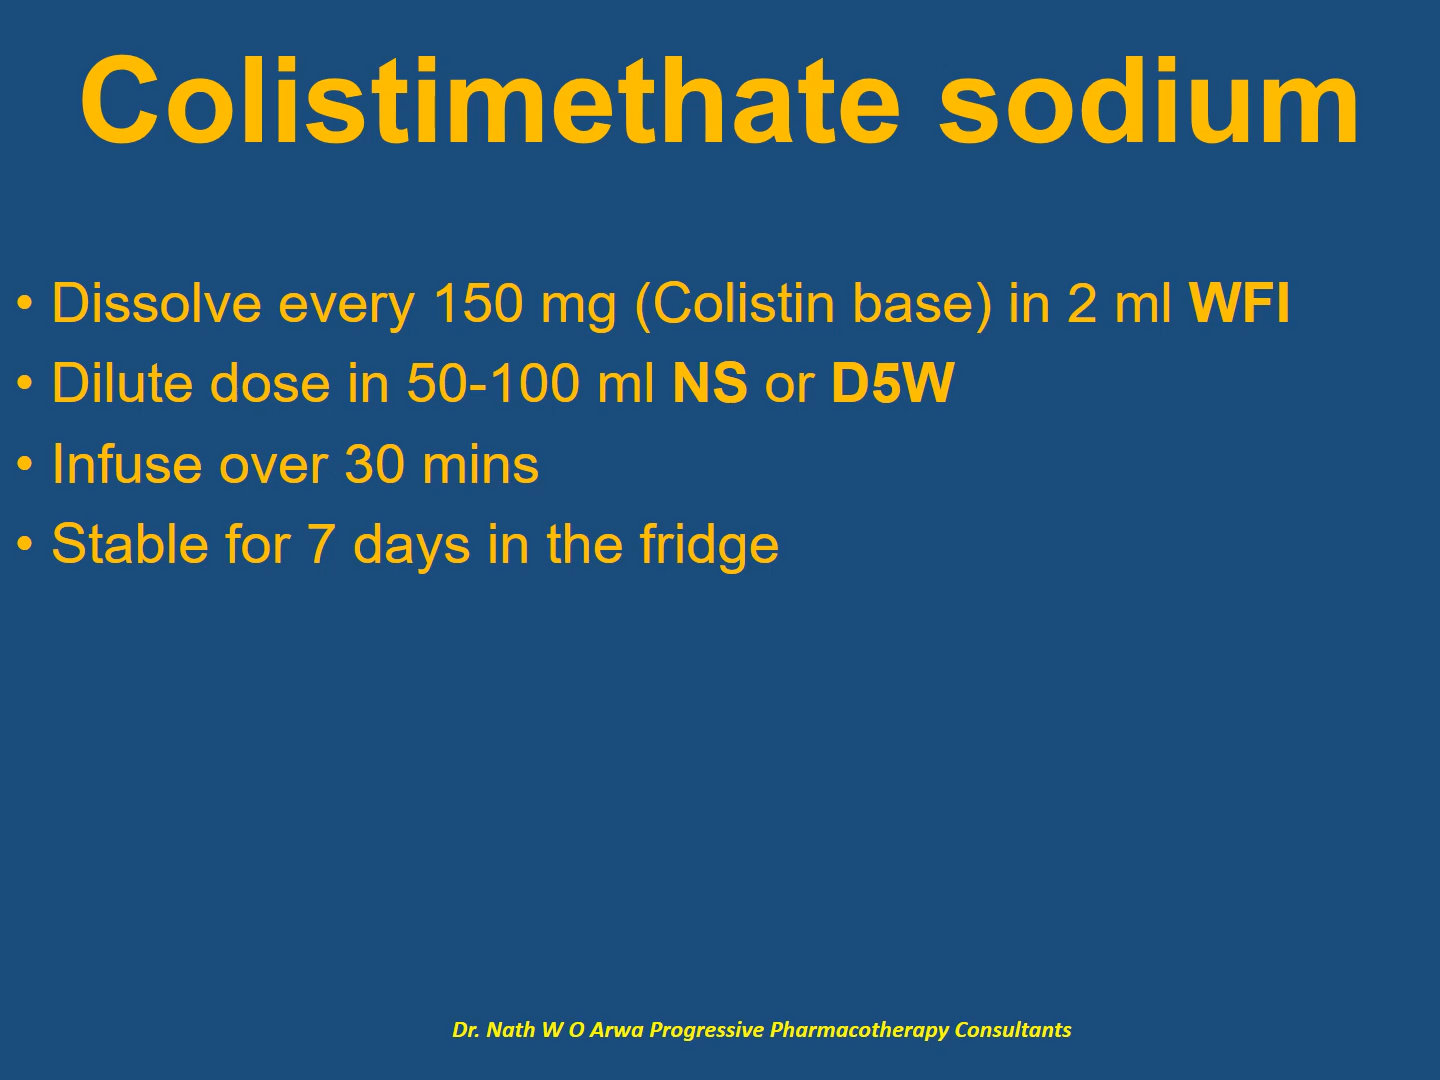 Colistimethate sodium
• Dissolve every 150 mg (Colistin base) in 2 ml WFI
• Dilute dose in 50-100 ml NS or D5W
• Infuse over 30 mins
• Stable for 7 days in the fridge
Dr. Nath W O Arwa Progressive Pharmacotherapy Consultants